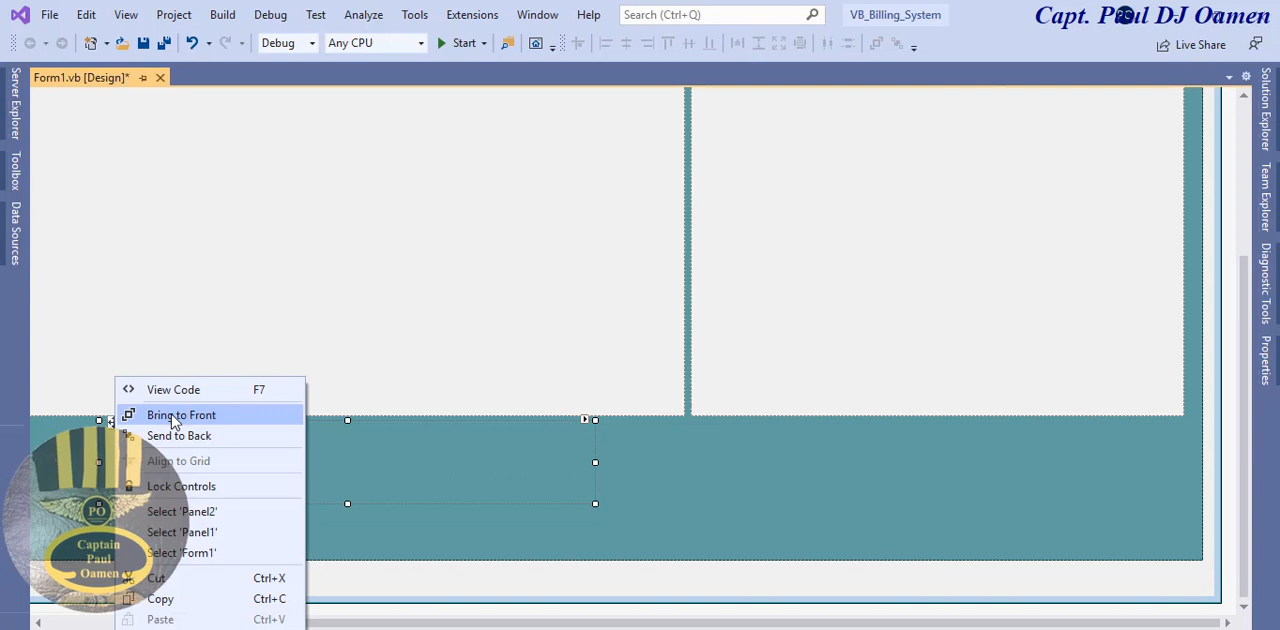 File Edit View Project Build Debug Test Analyze Tools Extensions Window Help Search (Ctrl+Q) VB_Billing_System
Capt. Paul DJ Oamen
Debug Any CPU Start Live Share
Form1.vb [Design]*
Server Explorer
Toolbox
Data Sources
Solution Explorer
Team Explorer
Diagnostic Tools
Properties
View Code F7
Bring to Front
Send to Back
Align to Grid
Lock Controls
Select 'Panel2'
Select 'Panel1'
Select 'Form1'
Cut Ctrl+X
Copy Ctrl+C
Paste Ctrl+V
PO
Captain
Paul
Oamen